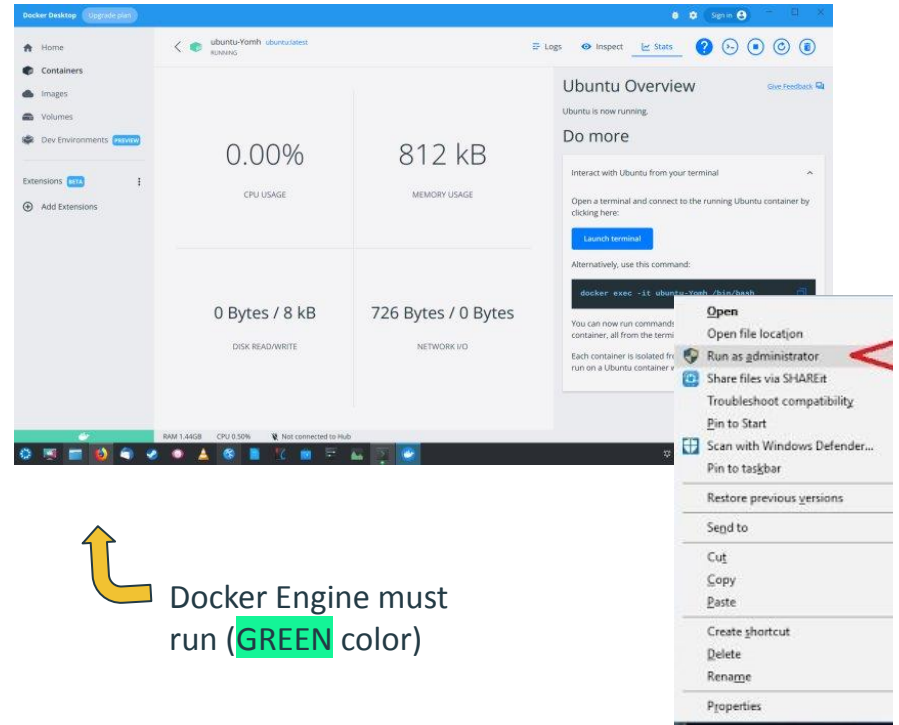 Docker Desktop Upgrade plan
Sign in
Home
Containers
Images
Volumes
Dev Environments PREVIEW
Extensions BETA
Add Extensions
ubuntu-Yomh ubuntu:latest
RUNNING
Logs
Inspect
Stats
0.00%
CPU USAGE
812 kB
MEMORY USAGE
0 Bytes / 8 kB
DISK READ/WRITE
726 Bytes / 0 Bytes
NETWORK I/O
Ubuntu Overview
Give Feedback
Ubuntu is now running.
Do more
Interact with Ubuntu from your terminal
Open a terminal and connect to the running Ubuntu container by
clicking here:
Launch terminal
Alternatively, use this command:
docker exec -it ubuntu-Yomh /bin/bash
You can now run commands
container, all from the termi
Each container is isolated fr
run on a Ubuntu container
RAM 1.44GB CPU 0.50% Not connected to Hub
Open
Open file location
Run as administrator
Share files via SHAREit
Troubleshoot compatibility
Pin to Start
Scan with Windows Defender...
Pin to taskbar
Restore previous versions
Send to
Cut
Copy
Paste
Create shortcut
Delete
Rename
Properties
Docker Engine must
run (GREEN color)